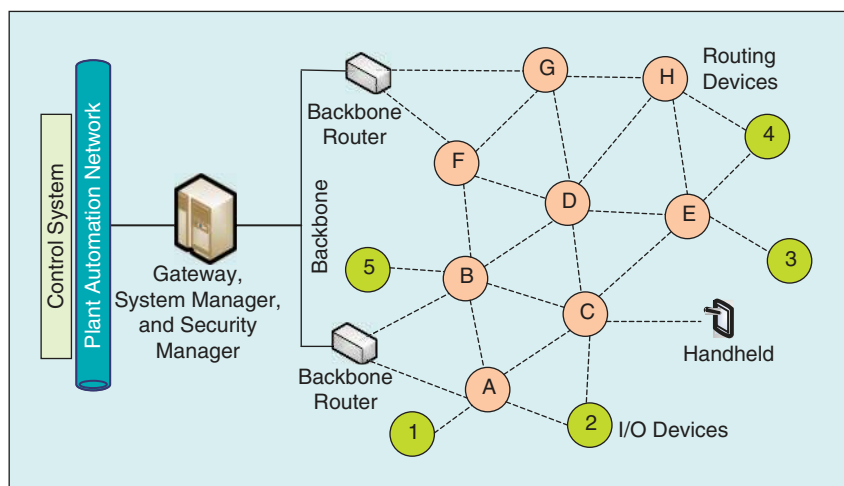 Control System
Plant Automation Network
Gateway,
System Manager,
and Security
Manager
Backbone
Backbone
Router
Backbone
Router
G
H
Routing
Devices
F
4
D
E
5
B
3
C
Handheld
A
1
2
I/O Devices